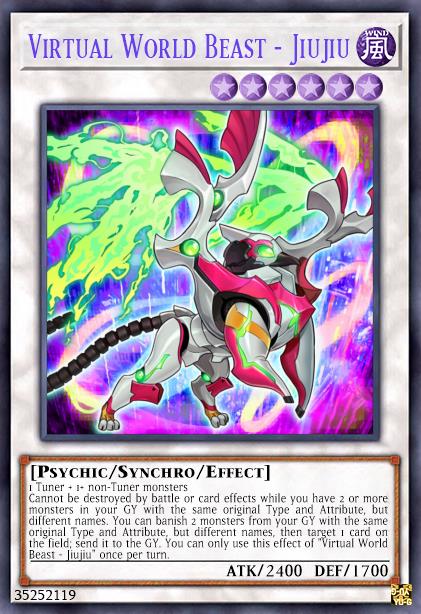 Virtual World Beast - Jiujiu
WIND
風
[Psychic/Synchro/Effect]
1 Tuner + 1+ non-Tuner monsters
Cannot be destroyed by battle or card effects while you have 2 or more
monsters in your GY with the same original Type and Attribute, but
different names. You can banish 2 monsters from your GY with the same
original Type and Attribute, but different names, then target 1 card on
the field; send it to the GY. You can only use this effect of "Virtual World
Beast - Jiujiu" once per turn.
ATK/2400 DEF/1700
35252119